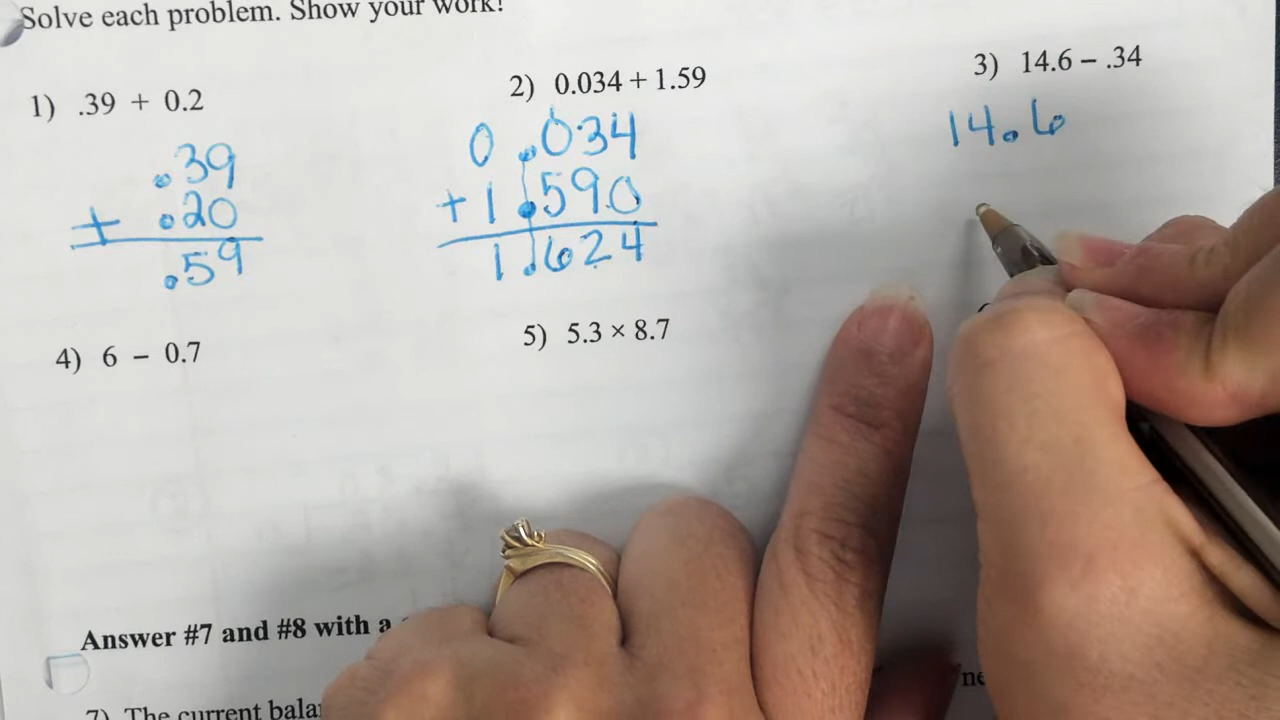 Solve each problem. Show your work!
1) .39 + 0.2
2) 0.034 + 1.59
3) 14.6 – .34
.39
+ .20
.59
0.034
+ 1.590
1.624
14.6
4) 6 – 0.7
5) 5.3 × 8.7
Answer #7 and #8 with a
7) The current